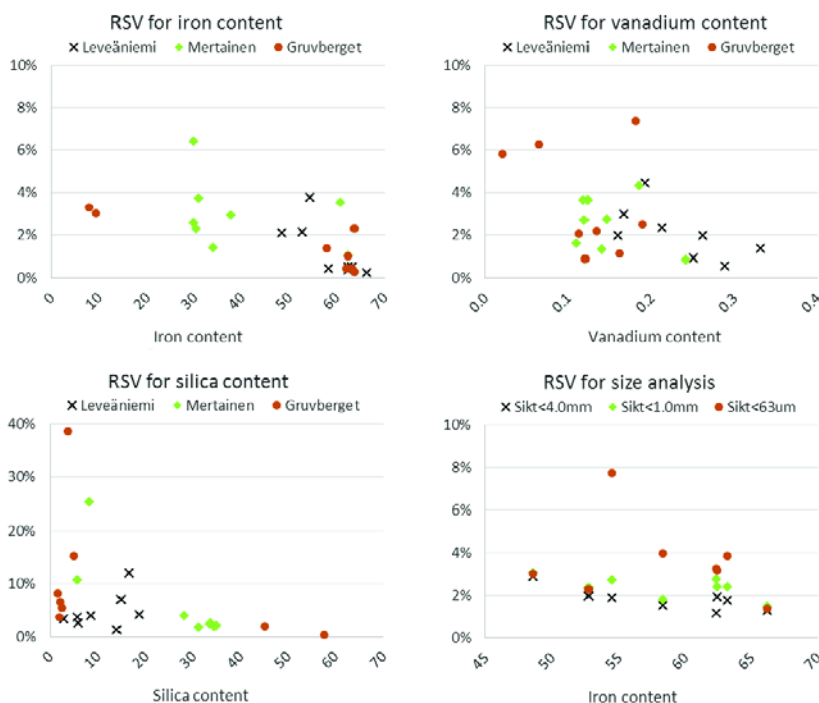 RSV for iron content
Leveäniemi Mertainen Gruvberget
10%
8%
6%
4%
2%
0%
0 10 20 30 40 50 60 70
Iron content
RSV for vanadium content
Leveäniemi Mertainen Gruvberget
10%
8%
6%
4%
2%
0%
0.0 0.1 0.2 0.3 0.4
Vanadium content
RSV for silica content
Leveäniemi Mertainen Gruvberget
40%
30%
20%
10%
0%
0 10 20 30 40 50 60 70
Silica content
RSV for size analysis
Sikt<4.0mm Sikt<1.0mm Sikt<63um
10%
8%
6%
4%
2%
0%
45 50 55 60 65 70
Iron content